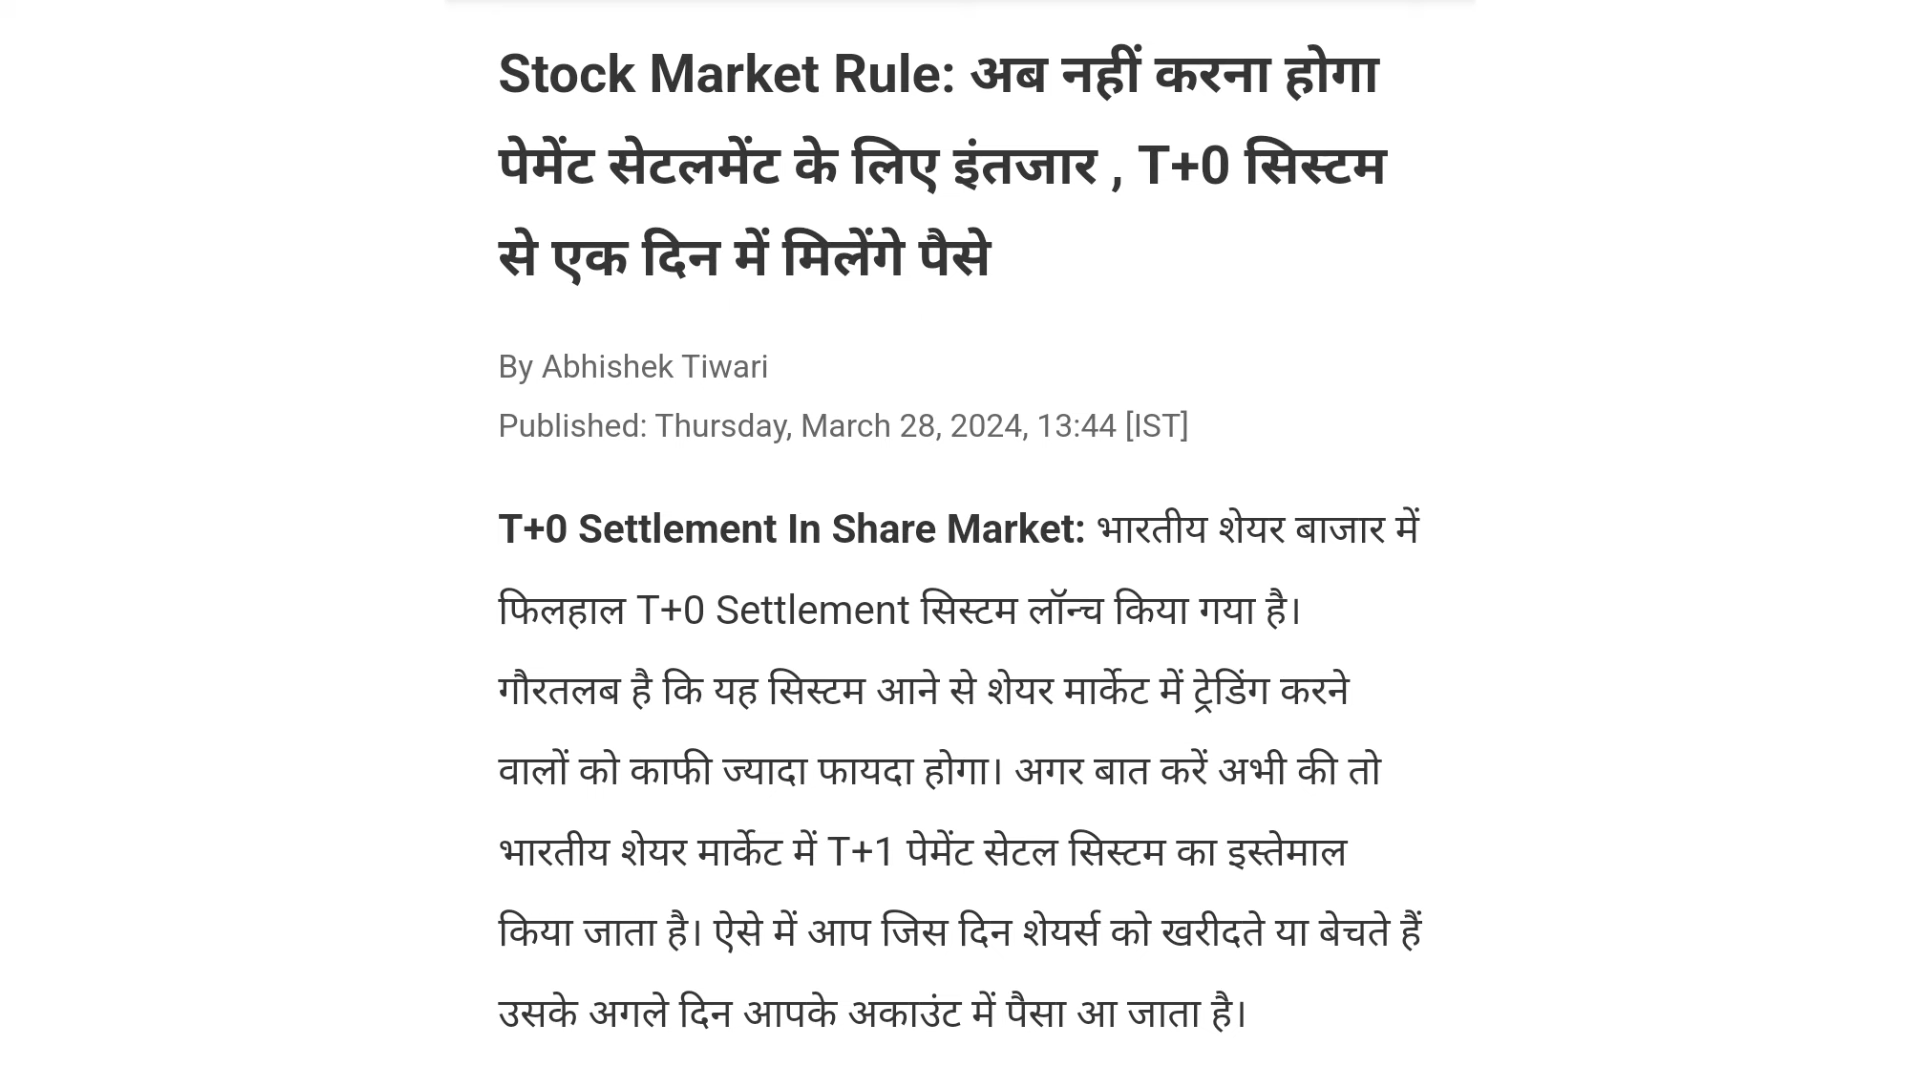 Stock Market Rule: अब नहीं करना होगा
पेमेंट सेटलमेंट के लिए इंतजार , T+0 सिस्टम
से एक दिन में मिलेंगे पैसे
By Abhishek Tiwari
Published: Thursday, March 28, 2024, 13:44 [IST]
T+0 Settlement In Share Market: भारतीय शेयर बाजार में
फिलहाल T+0 Settlement सिस्टम लॉन्च किया गया है।
गौरतलब है कि यह सिस्टम आने से शेयर मार्केट में ट्रेडिंग करने
वालों को काफी ज्यादा फायदा होगा। अगर बात करें अभी की तो
भारतीय शेयर मार्केट में T+1 पेमेंट सेटल सिस्टम का इस्तेमाल
किया जाता है। ऐसे में आप जिस दिन शेयर्स को खरीदते या बेचते हैं
उसके अगले दिन आपके अकाउंट में पैसा आ जाता है।